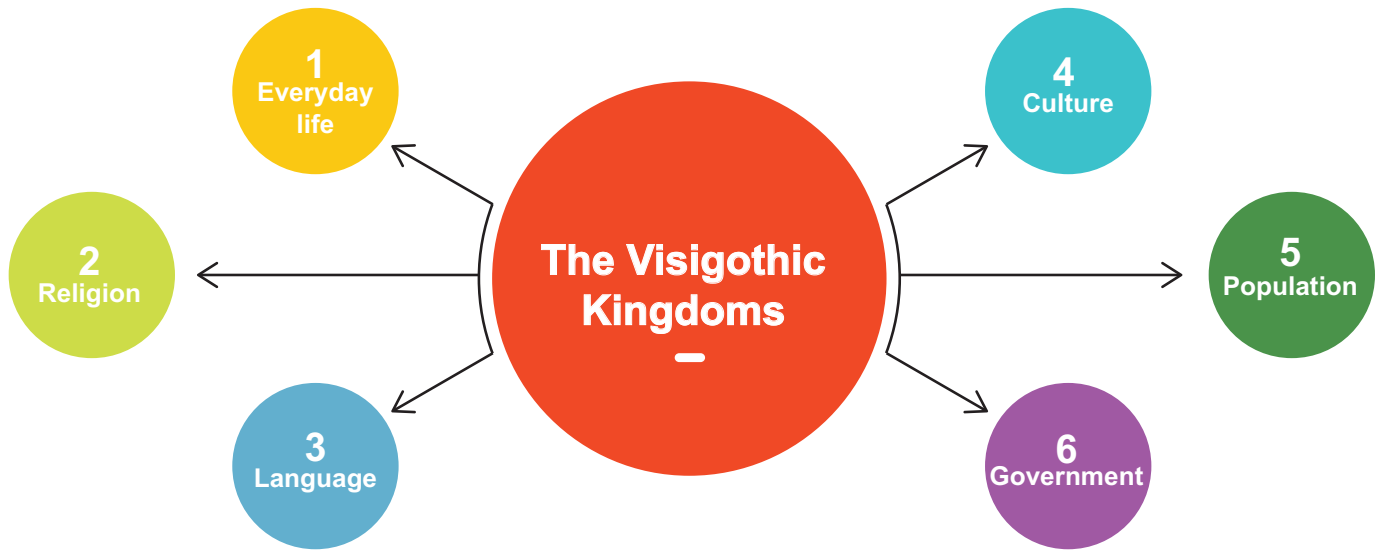 1
Everyday
life
2
Religion
3
Language
The Visigothic
Kingdoms
4
Culture
5
Population
6
Government